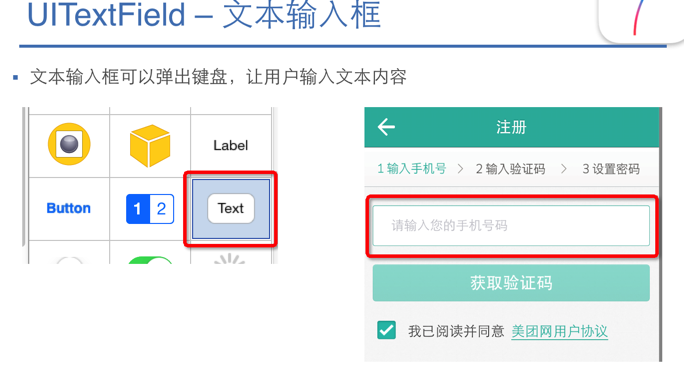 UITextField – 文本输入框
▪ 文本输入框可以弹出键盘，让用户输入文本内容
Label
Button
1 2
Text
注册
1 输入手机号 > 2 输入验证码 > 3 设置密码
请输入您的手机号码
获取验证码
我已阅读并同意 美团网用户协议